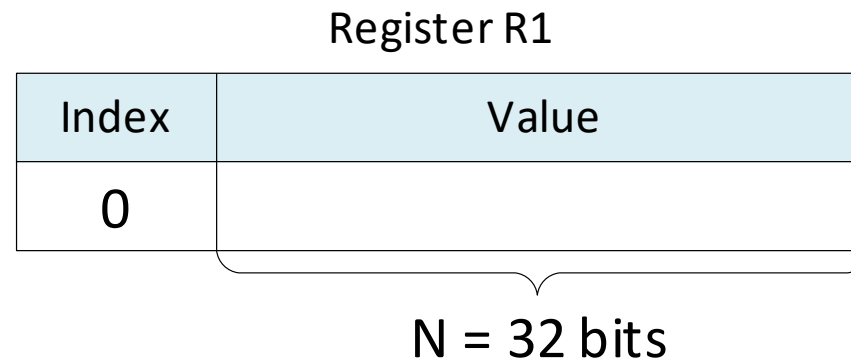 Register R1
Index Value
0
N = 32 bits